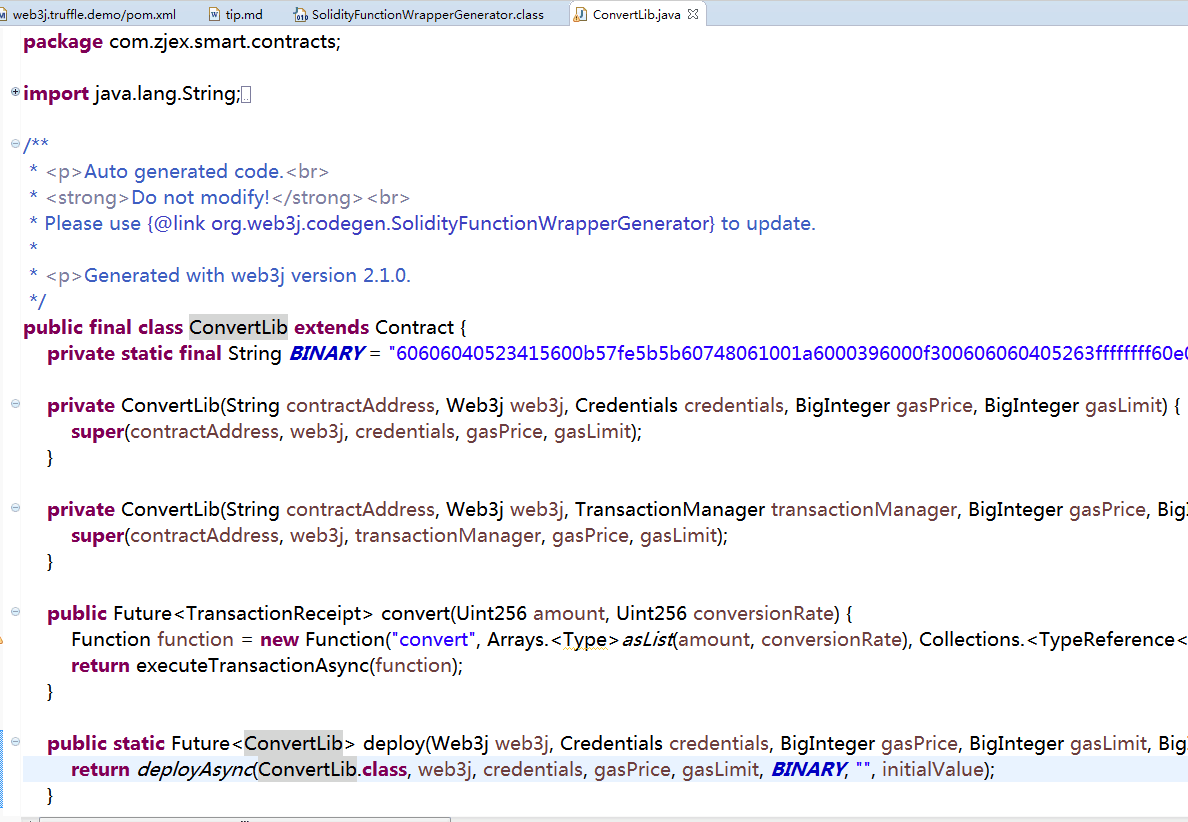 web3j.truffle.demo/pom.xml tip.md SolidityFunctionWrapperGenerator.class ConvertLib.java
package com.zjex.smart.contracts;
import java.lang.String;
/**
* <p>Auto generated code.<br>
* <strong>Do not modify!</strong><br>
* Please use {@link org.web3j.codegen.SolidityFunctionWrapperGenerator} to update.
*
* <p>Generated with web3j version 2.1.0.
*/
public final class ConvertLib extends Contract {
private static final String BINARY = "60606040523415600b57fe5b5b60748061001a6000396000f300606060405263ffffffff60e0
private ConvertLib(String contractAddress, Web3j web3j, Credentials credentials, BigInteger gasPrice, BigInteger gasLimit) {
super(contractAddress, web3j, credentials, gasPrice, gasLimit);
}
private ConvertLib(String contractAddress, Web3j web3j, TransactionManager transactionManager, BigInteger gasPrice, BigI
super(contractAddress, web3j, transactionManager, gasPrice, gasLimit);
}
public Future<TransactionReceipt> convert(Uint256 amount, Uint256 conversionRate) {
Function function = new Function("convert", Arrays.<Type>asList(amount, conversionRate), Collections.<TypeReference<
return executeTransactionAsync(function);
}
public static Future<ConvertLib> deploy(Web3j web3j, Credentials credentials, BigInteger gasPrice, BigInteger gasLimit, Big
return deployAsync(ConvertLib.class, web3j, credentials, gasPrice, gasLimit, BINARY, "", initialValue);
}